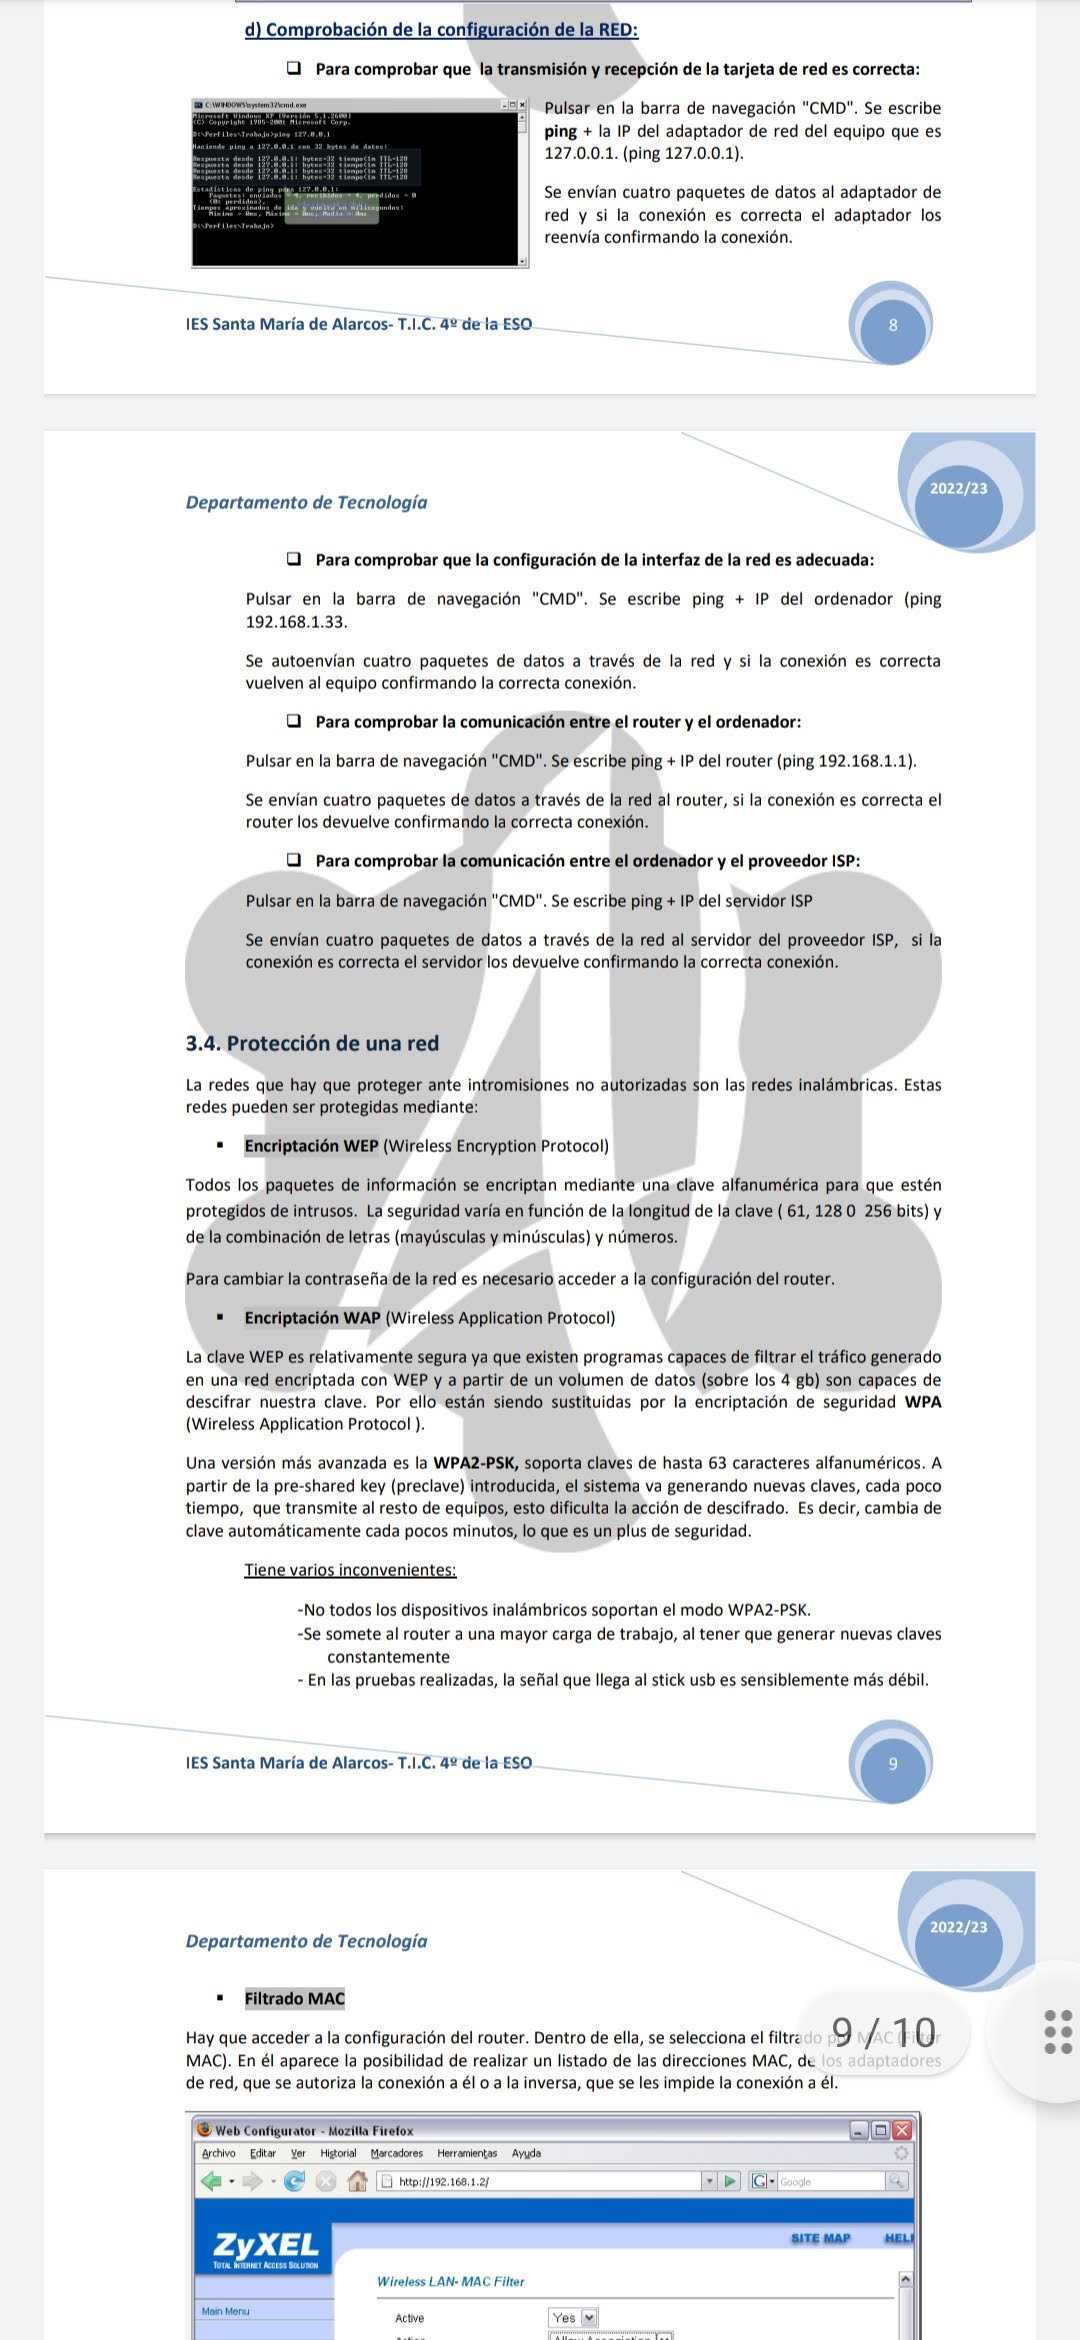 d) Comprobación de la configuración de la RED:
❑ Para comprobar que la transmisión y recepción de la tarjeta de red es correcta:
C:\WINDOWS\system32\cmd.exe
Microsoft Windows XP [Versión 5.1.2600]
(C) Copyright 1985-2001 Microsoft Corp.
D:\Perfiles\Trabajo>ping 127.0.0.1
Haciendo ping a 127.0.0.1 con 32 bytes de datos:
Respuesta desde 127.0.0.1: bytes=32 tiempo<1m TTL=128
Respuesta desde 127.0.0.1: bytes=32 tiempo<1m TTL=128
Respuesta desde 127.0.0.1: bytes=32 tiempo<1m TTL=128
Respuesta desde 127.0.0.1: bytes=32 tiempo<1m TTL=128
Estadísticas de ping para 127.0.0.1:
Paquetes: enviados = 4, recibidos = 4, perdidos = 0
(0% perdidos),
Tiempos aproximados de ida y vuelta en milisegundos:
Mínimo = 0ms, Máximo = 0ms, Media = 0ms
D:\Perfiles\Trabajo>
Pulsar en la barra de navegación "CMD". Se escribe
ping + la IP del adaptador de red del equipo que es
127.0.0.1. (ping 127.0.0.1).
Se envían cuatro paquetes de datos al adaptador de
red y si la conexión es correcta el adaptador los
reenvía confirmando la conexión.
IES Santa María de Alarcos- T.I.C. 4º de la ESO
8
2022/23
Departamento de Tecnología
❑ Para comprobar que la configuración de la interfaz de la red es adecuada:
Pulsar en la barra de navegación "CMD". Se escribe ping + IP del ordenador (ping
192.168.1.33.
Se autoenvían cuatro paquetes de datos a través de la red y si la conexión es correcta
vuelven al equipo confirmando la correcta conexión.
❑ Para comprobar la comunicación entre el router y el ordenador:
Pulsar en la barra de navegación "CMD". Se escribe ping + IP del router (ping 192.168.1.1).
Se envían cuatro paquetes de datos a través de la red al router, si la conexión es correcta el
router los devuelve confirmando la correcta conexión.
❑ Para comprobar la comunicación entre el ordenador y el proveedor ISP:
Pulsar en la barra de navegación "CMD". Se escribe ping + IP del servidor ISP
Se envían cuatro paquetes de datos a través de la red al servidor del proveedor ISP, si la
conexión es correcta el servidor los devuelve confirmando la correcta conexión.
3.4. Protección de una red
La redes que hay que proteger ante intromisiones no autorizadas son las redes inalámbricas. Estas
redes pueden ser protegidas mediante:
▪ Encriptación WEP (Wireless Encryption Protocol)
Todos los paquetes de información se encriptan mediante una clave alfanumérica para que estén
protegidos de intrusos. La seguridad varía en función de la longitud de la clave ( 61, 128 0 256 bits) y
de la combinación de letras (mayúsculas y minúsculas) y números.
Para cambiar la contraseña de la red es necesario acceder a la configuración del router.
▪ Encriptación WAP (Wireless Application Protocol)
La clave WEP es relativamente segura ya que existen programas capaces de filtrar el tráfico generado
en una red encriptada con WEP y a partir de un volumen de datos (sobre los 4 gb) son capaces de
descifrar nuestra clave. Por ello están siendo sustituidas por la encriptación de seguridad WPA
(Wireless Application Protocol ).
Una versión más avanzada es la WPA2-PSK, soporta claves de hasta 63 caracteres alfanuméricos. A
partir de la pre-shared key (preclave) introducida, el sistema va generando nuevas claves, cada poco
tiempo, que transmite al resto de equipos, esto dificulta la acción de descifrado. Es decir, cambia de
clave automáticamente cada pocos minutos, lo que es un plus de seguridad.
Tiene varios inconvenientes:
-No todos los dispositivos inalámbricos soportan el modo WPA2-PSK.
-Se somete al router a una mayor carga de trabajo, al tener que generar nuevas claves
constantemente
- En las pruebas realizadas, la señal que llega al stick usb es sensiblemente más débil.
IES Santa María de Alarcos- T.I.C. 4º de la ESO
9
2022/23
Departamento de Tecnología
▪ Filtrado MAC
9 / 10
Hay que acceder a la configuración del router. Dentro de ella, se selecciona el filtrado por MAC (Filter
MAC). En él aparece la posibilidad de realizar un listado de las direcciones MAC, de los adaptadores
de red, que se autoriza la conexión a él o a la inversa, que se les impide la conexión a él.
Web Configurator - Mozilla Firefox
Archivo Editar Ver Historial Marcadores Herramientas Ayuda
http://192.168.1.2/
G Google
ZyXEL
TOTAL INTERNET ACCESS SOLUTION
SITE MAP HEL
Wireless LAN- MAC Filter
Main Menu
Active Yes